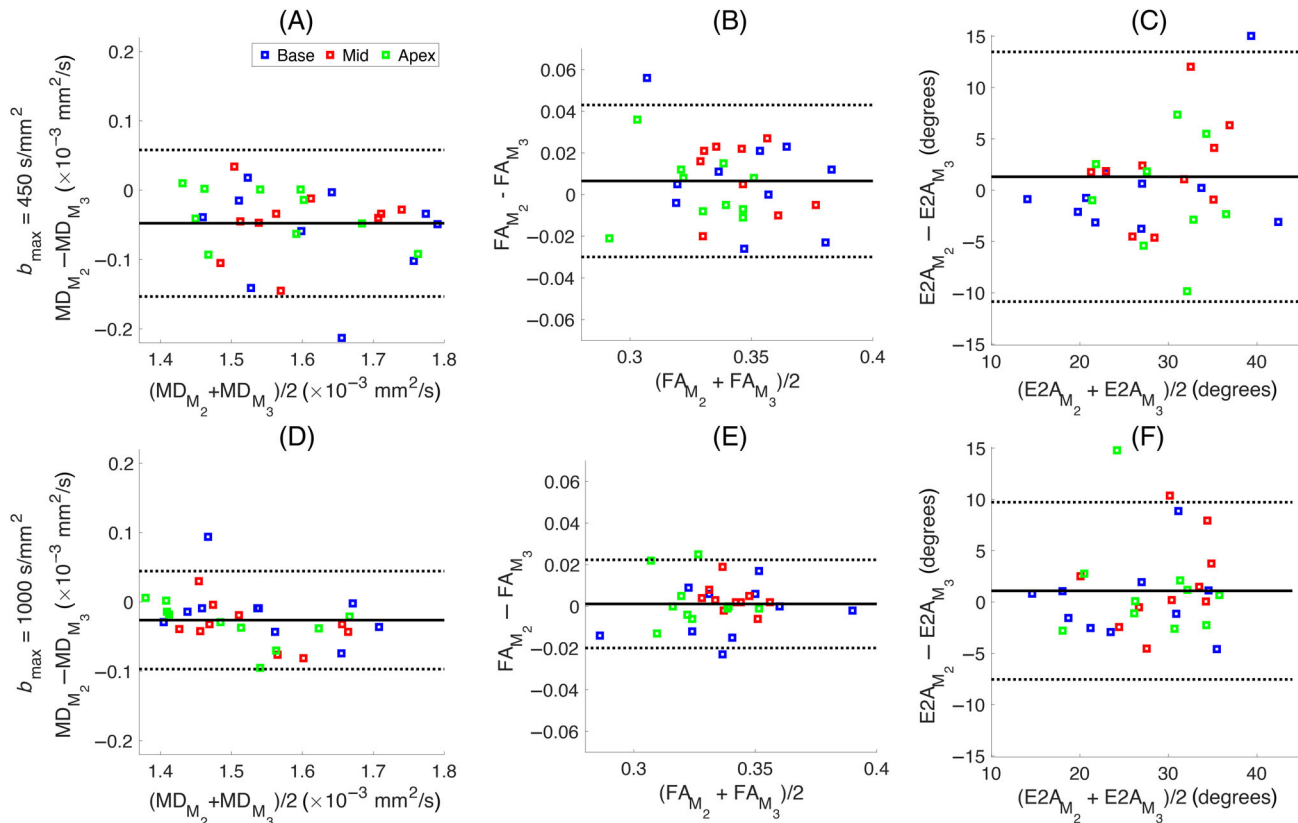 (A)
(B)
(C)
b_max = 450 s/mm²
MD_M₂ − MD_M₃ (×10⁻³ mm²/s)
0.2
0.1
0
−0.1
−0.2
Base Mid Apex
1.4 1.5 1.6 1.7 1.8
(MD_M₂+MD_M₃)/2 (×10⁻³ mm²/s)
FA_M₂ - FA_M₃
0.06
0.04
0.02
0
−0.02
−0.04
−0.06
0.3 0.35 0.4
(FA_M₂ + FA_M₃)/2
E2A_M₂ − E2A_M₃ (degrees)
15
10
5
0
−5
−10
−15
10 20 30 40
(E2A_M₂ + E2A_M₃)/2 (degrees)
(D)
(E)
(F)
b_max = 1000 s/mm²
MD_M₂ − MD_M₃ (×10⁻³ mm²/s)
0.2
0.1
0
−0.1
−0.2
1.4 1.5 1.6 1.7 1.8
(MD_M₂+MD_M₃)/2 (×10⁻³ mm²/s)
FA_M₂ − FA_M₃
0.06
0.04
0.02
0
−0.02
−0.04
−0.06
0.3 0.35 0.4
(FA_M₂ + FA_M₃)/2
E2A_M₂ − E2A_M₃ (degrees)
15
10
5
0
−5
−10
−15
10 20 30 40
(E2A_M₂ + E2A_M₃)/2 (degrees)